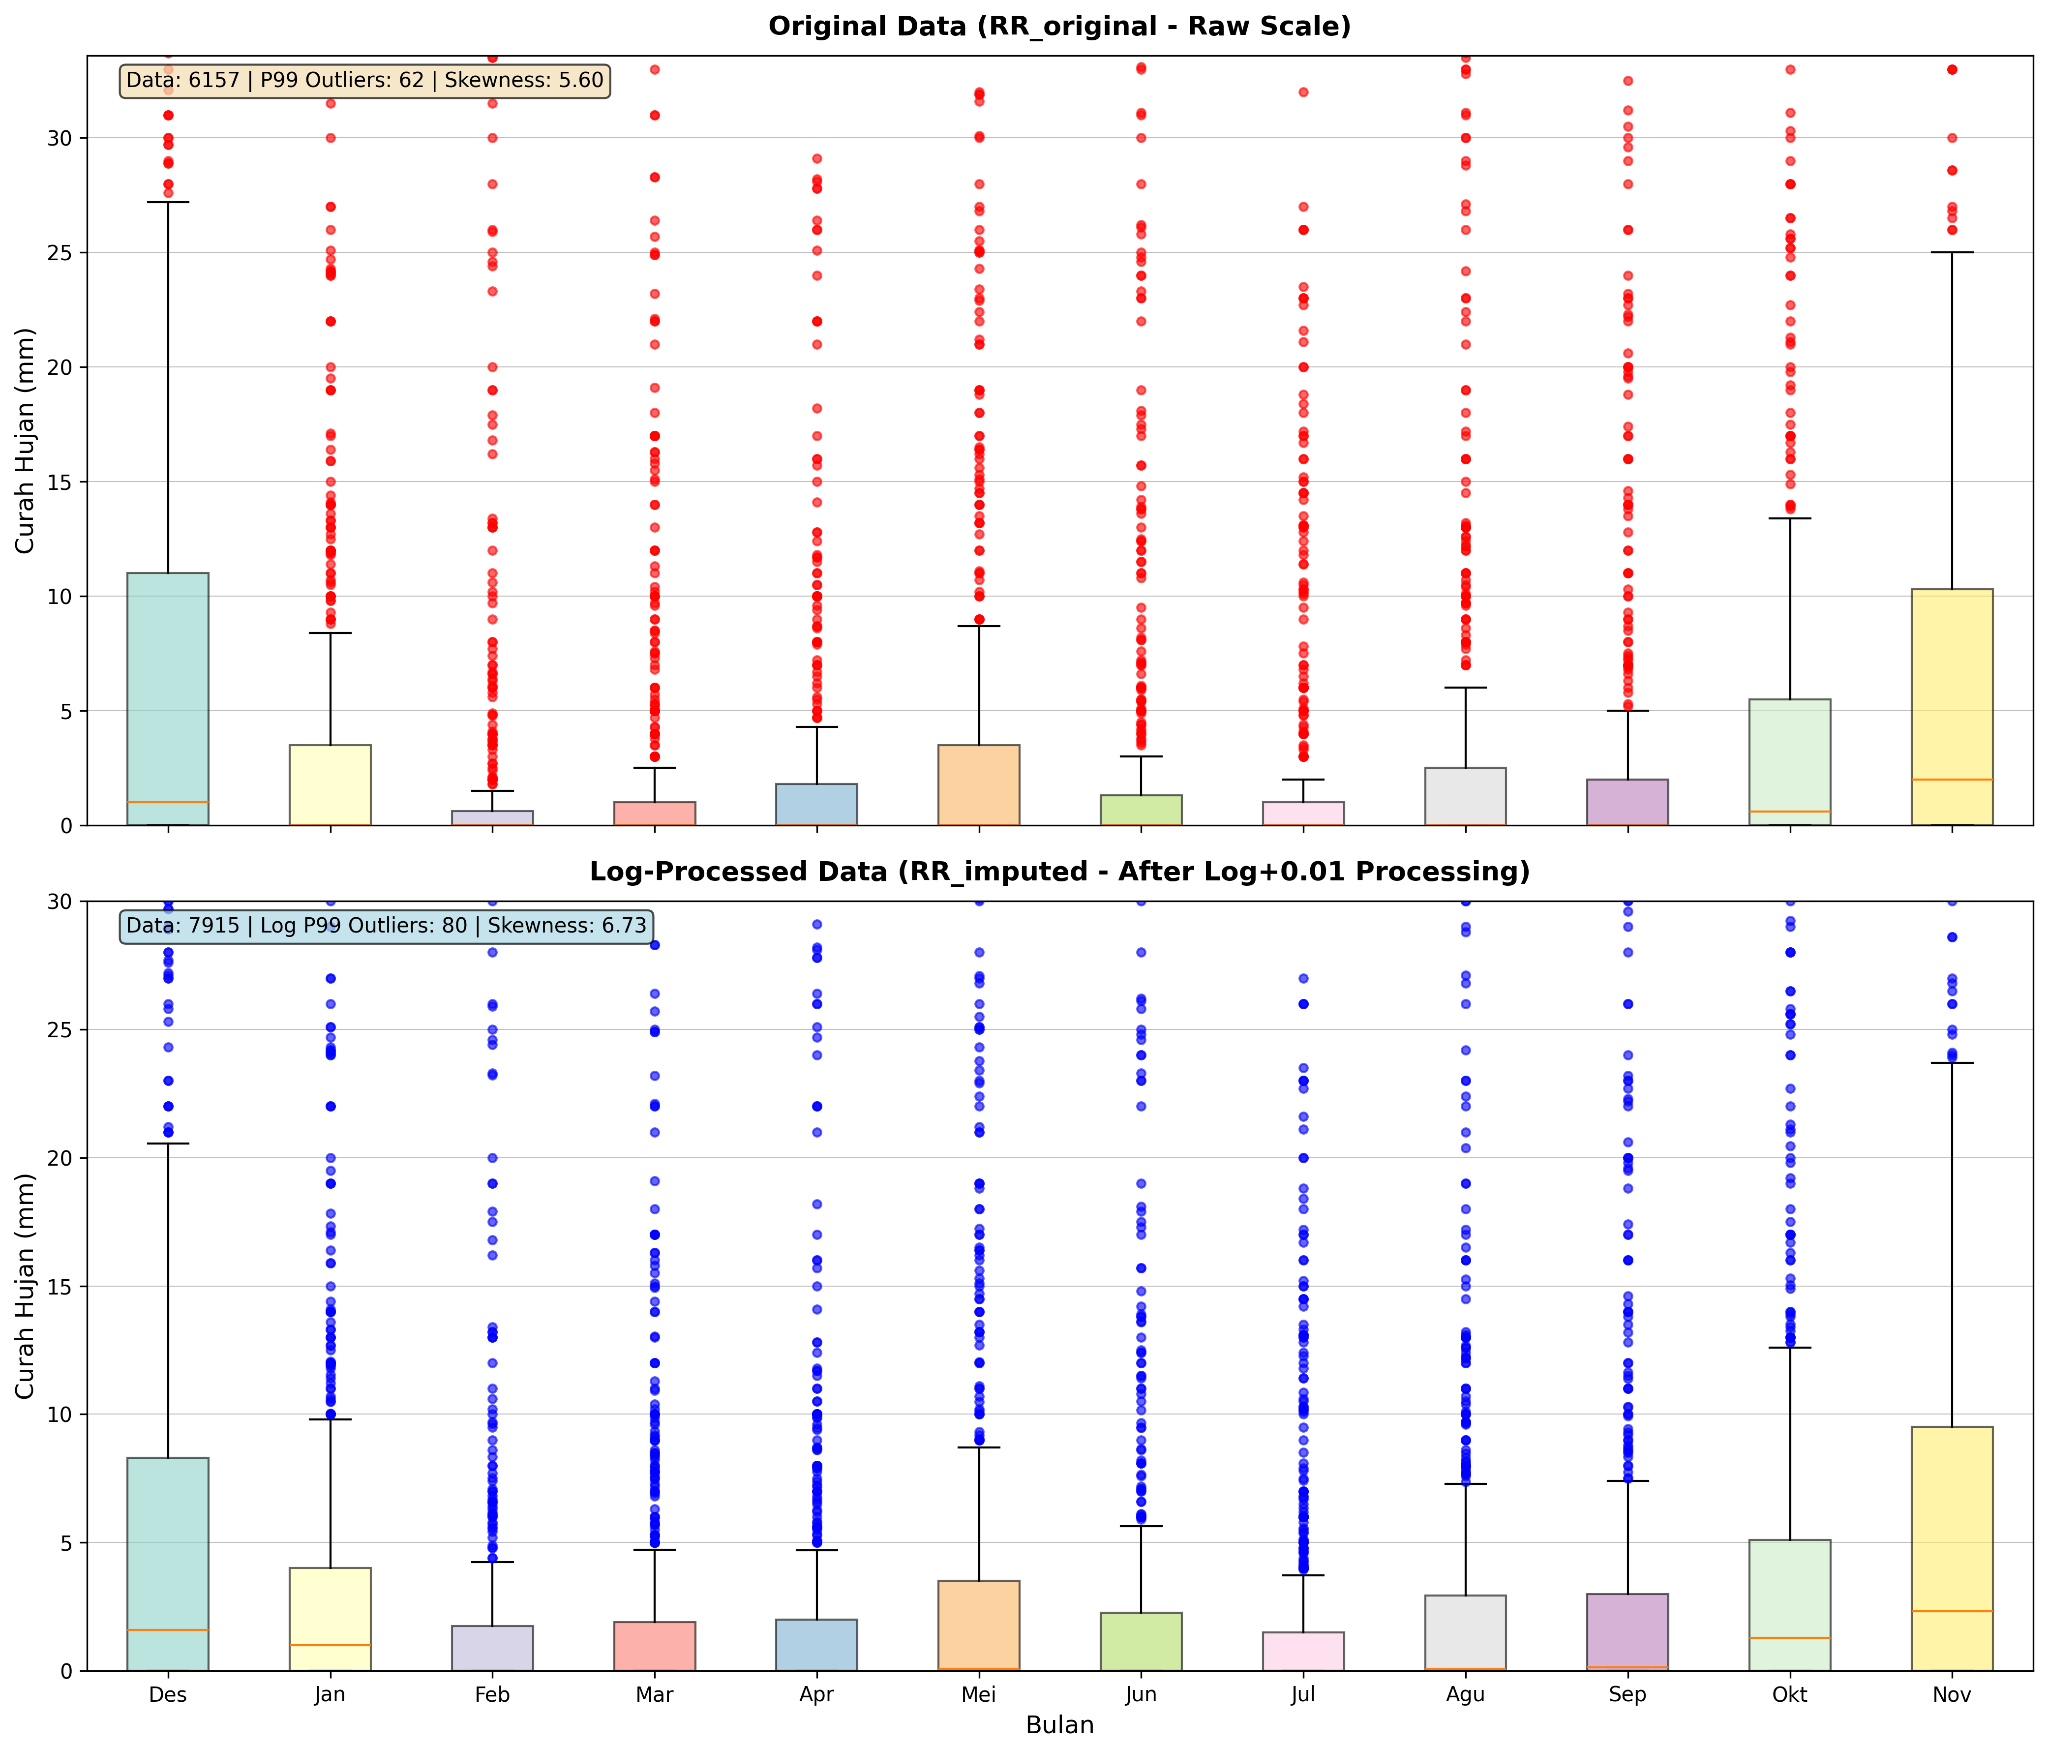 Original Data (RR_original - Raw Scale)
Data: 6157 | P99 Outliers: 62 | Skewness: 5.60
Curah Hujan (mm)
30
25
20
15
10
5
0
Log-Processed Data (RR_imputed - After Log+0.01 Processing)
Data: 7915 | Log P99 Outliers: 80 | Skewness: 6.73
Curah Hujan (mm)
30
25
20
15
10
5
0
Des Jan Feb Mar Apr Mei Jun Jul Agu Sep Okt Nov
Bulan